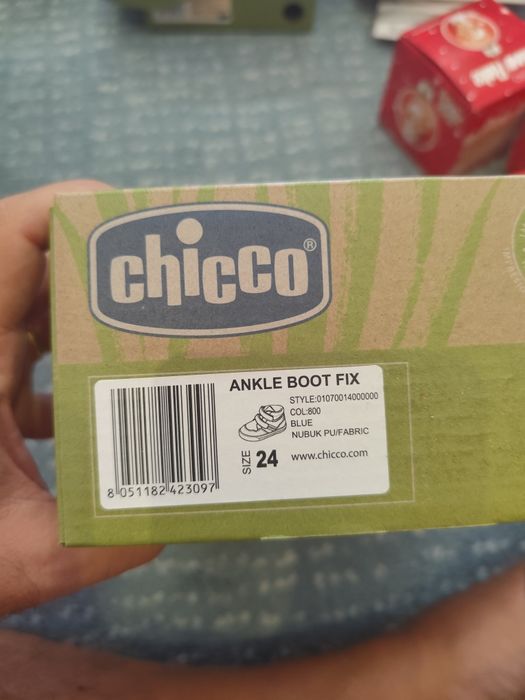 chicco®
ANKLE BOOT FIX
STYLE:01070014000000
COL:800
BLUE
NUBUK PU/FABRIC
SIZE 24 www.chicco.com
8 051182 423097